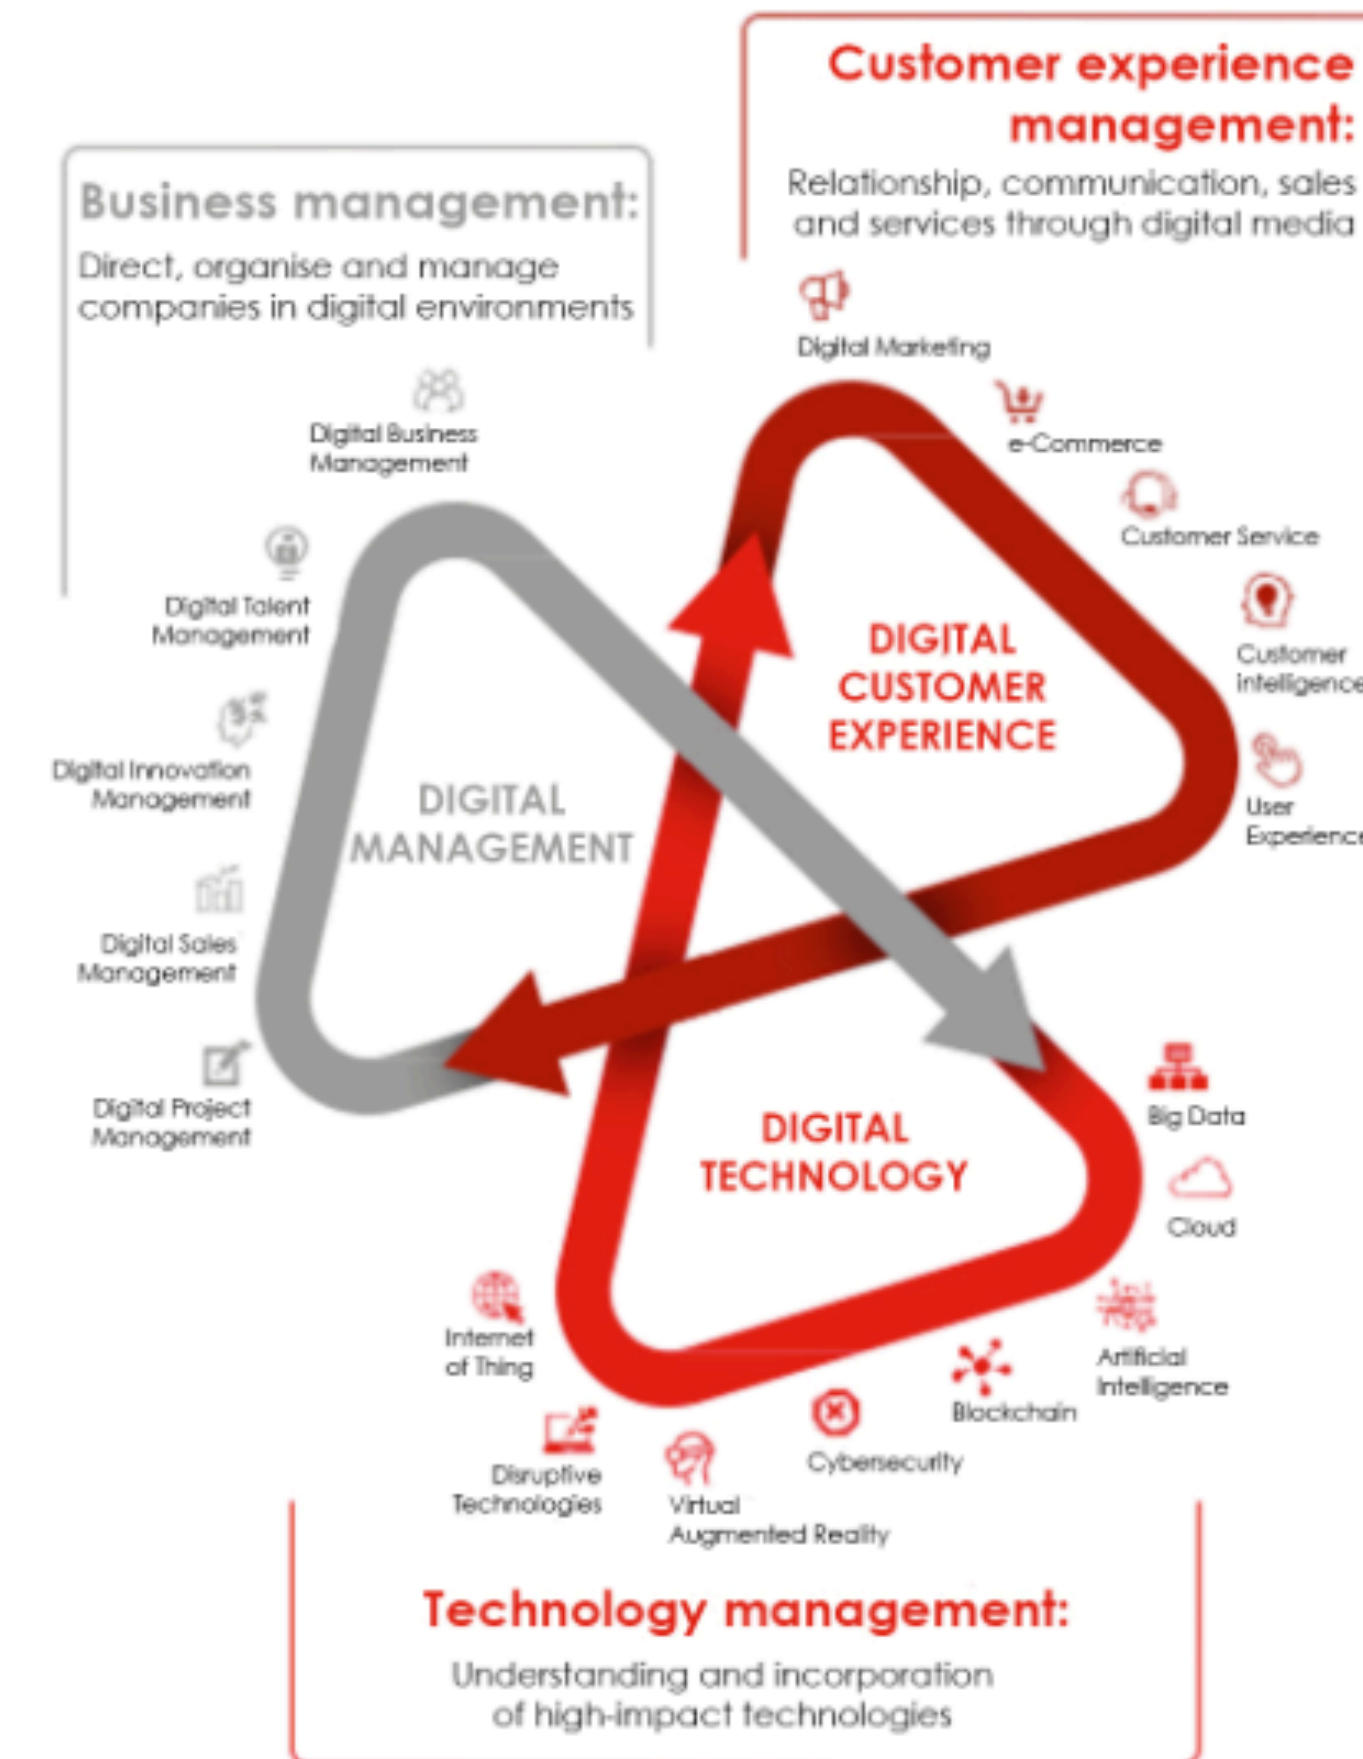 Customer experience
management:
Relationship, communication, sales
and services through digital media
Business management:
Direct, organise and manage
companies in digital environments
Digital Marketing
e-Commerce
Customer Service
Customer
intelligence
User
Experience
Digital Business
Management
Digital Talent
Management
Digital Innovation
Management
Digital Sales
Management
Digital Project
Management
DIGITAL
CUSTOMER
EXPERIENCE
DIGITAL
MANAGEMENT
DIGITAL
TECHNOLOGY
Big Data
Cloud
Artificial
Intelligence
Blockchain
Cybersecurity
Virtual
Augmented Reality
Disruptive
Technologies
Internet
of Thing
Technology management:
Understanding and incorporation
of high-impact technologies